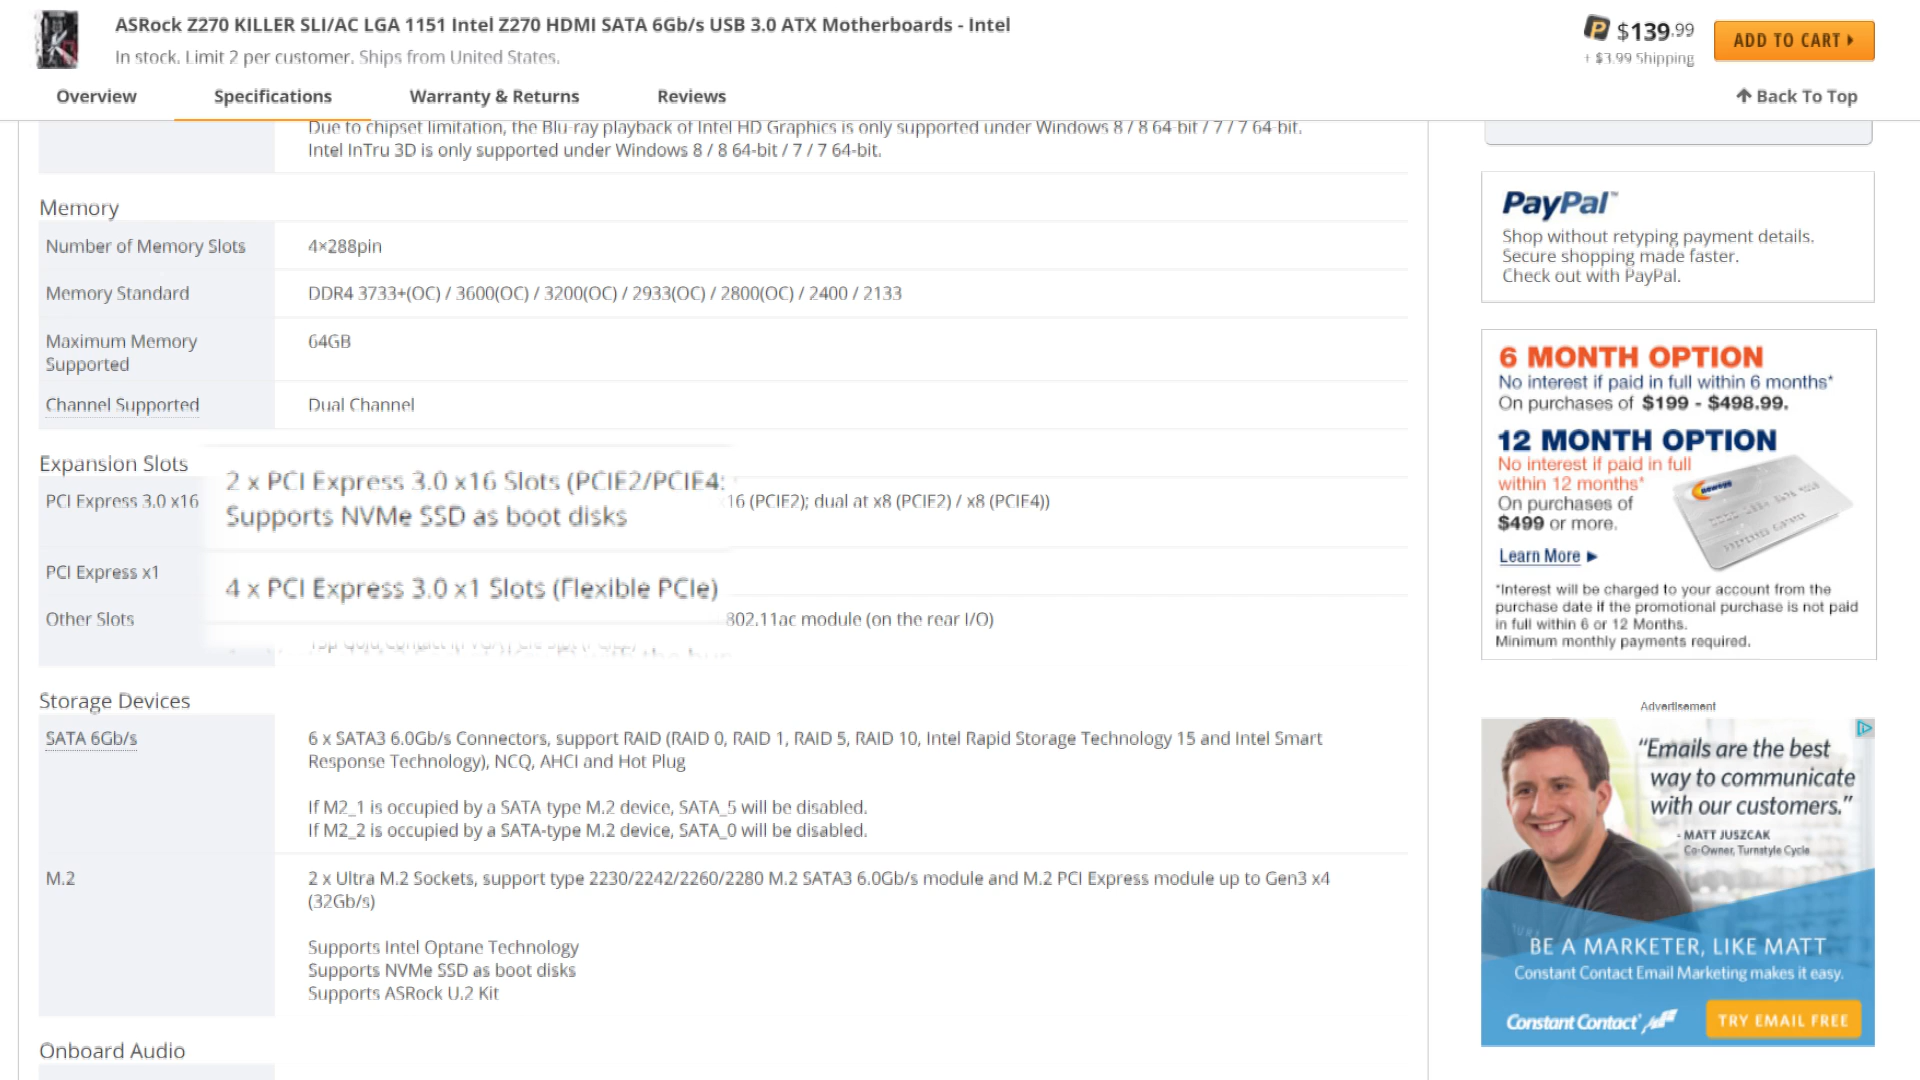 ASRock Z270 KILLER SLI/AC LGA 1151 Intel Z270 HDMI SATA 6Gb/s USB 3.0 ATX Motherboards - Intel
In stock. Limit 2 per customer. Ships from United States.
$139.99
+ $3.99 Shipping
ADD TO CART
Overview
Specifications
Warranty & Returns
Reviews
Back To Top
Due to chipset limitation, the Blu-ray playback of Intel HD Graphics is only supported under Windows 8 / 8 64-bit / 7 / 7 64-bit.
Intel InTru 3D is only supported under Windows 8 / 8 64-bit / 7 / 7 64-bit.
Memory
Number of Memory Slots
4×288pin
Memory Standard
DDR4 3733+(OC) / 3600(OC) / 3200(OC) / 2933(OC) / 2800(OC) / 2400 / 2133
Maximum Memory
Supported
64GB
Channel Supported
Dual Channel
Expansion Slots
PCI Express 3.0 x16
2 x PCI Express 3.0 x16 Slots (PCIE2/PCIE4:
16 (PCIE2); dual at x8 (PCIE2) / x8 (PCIE4))
Supports NVMe SSD as boot disks
PCI Express x1
4 x PCI Express 3.0 x1 Slots (Flexible PCIe)
Other Slots
802.11ac module (on the rear I/O)
Storage Devices
SATA 6Gb/s
6 x SATA3 6.0Gb/s Connectors, support RAID (RAID 0, RAID 1, RAID 5, RAID 10, Intel Rapid Storage Technology 15 and Intel Smart
Response Technology), NCQ, AHCI and Hot Plug
If M2_1 is occupied by a SATA type M.2 device, SATA_5 will be disabled.
If M2_2 is occupied by a SATA-type M.2 device, SATA_0 will be disabled.
M.2
2 x Ultra M.2 Sockets, support type 2230/2242/2260/2280 M.2 SATA3 6.0Gb/s module and M.2 PCI Express module up to Gen3 x4
(32Gb/s)
Supports Intel Optane Technology
Supports NVMe SSD as boot disks
Supports ASRock U.2 Kit
Onboard Audio
PayPal™
Shop without retyping payment details.
Secure shopping made faster.
Check out with PayPal.
6 MONTH OPTION
No interest if paid in full within 6 months*
On purchases of $199 - $498.99.
12 MONTH OPTION
No interest if paid in full
within 12 months*
On purchases of
$499 or more.
newegg
PREFERRED CUSTOMER
Learn More
*Interest will be charged to your account from the
purchase date if the promotional purchase is not paid
in full within 6 or 12 Months.
Minimum monthly payments required.
Advertisement
“Emails are the best
way to communicate
with our customers.”
- MATT JUSZCAK
Co-Owner, Turnstyle Cycle
BE A MARKETER, LIKE MATT
Constant Contact Email Marketing makes it easy.
Constant Contact
TRY EMAIL FREE